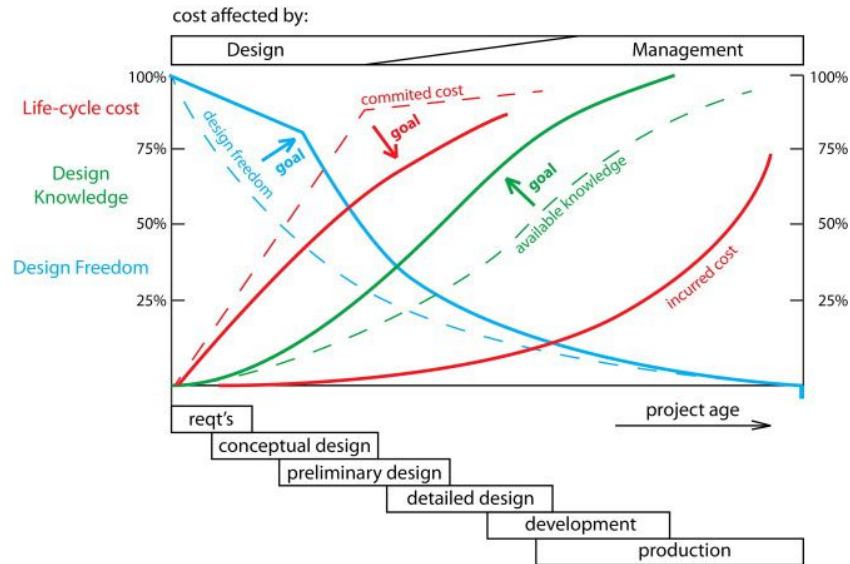 cost affected by:
Design
Management
100%
100%
Life-cycle cost
commited cost
design freedom
goal
goal
75%
75%
Design
Knowledge
goal
available knowledge
50%
50%
Design Freedom
incurred cost
25%
25%
project age
reqt's
conceptual design
preliminary design
detailed design
development
production